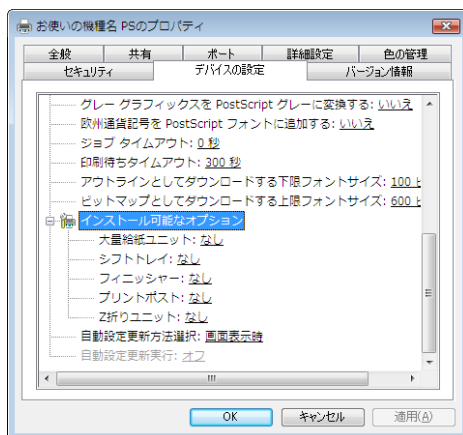 お使いの機種名 PSのプロパティ
全般 共有 ポート 詳細設定 色の管理
セキュリティ デバイスの設定 バージョン情報
グレー グラフィックスを PostScript グレーに変換する: いいえ
欧州通貨記号を PostScript フォントに追加する: いいえ
ジョブ タイムアウト: 0 秒
印刷待ちタイムアウト: 300 秒
アウトラインとしてダウンロードする下限フォントサイズ: 100 ピ
ビットマップとしてダウンロードする上限フォントサイズ: 600 ピ
インストール可能なオプション
大量給紙ユニット: なし
シフトトレイ: なし
フィニッシャー: なし
プリントポスト: なし
Z折りユニット: なし
自動設定更新方法選択: 画面表示時
自動設定更新実行: オフ
OK キャンセル 適用(A)